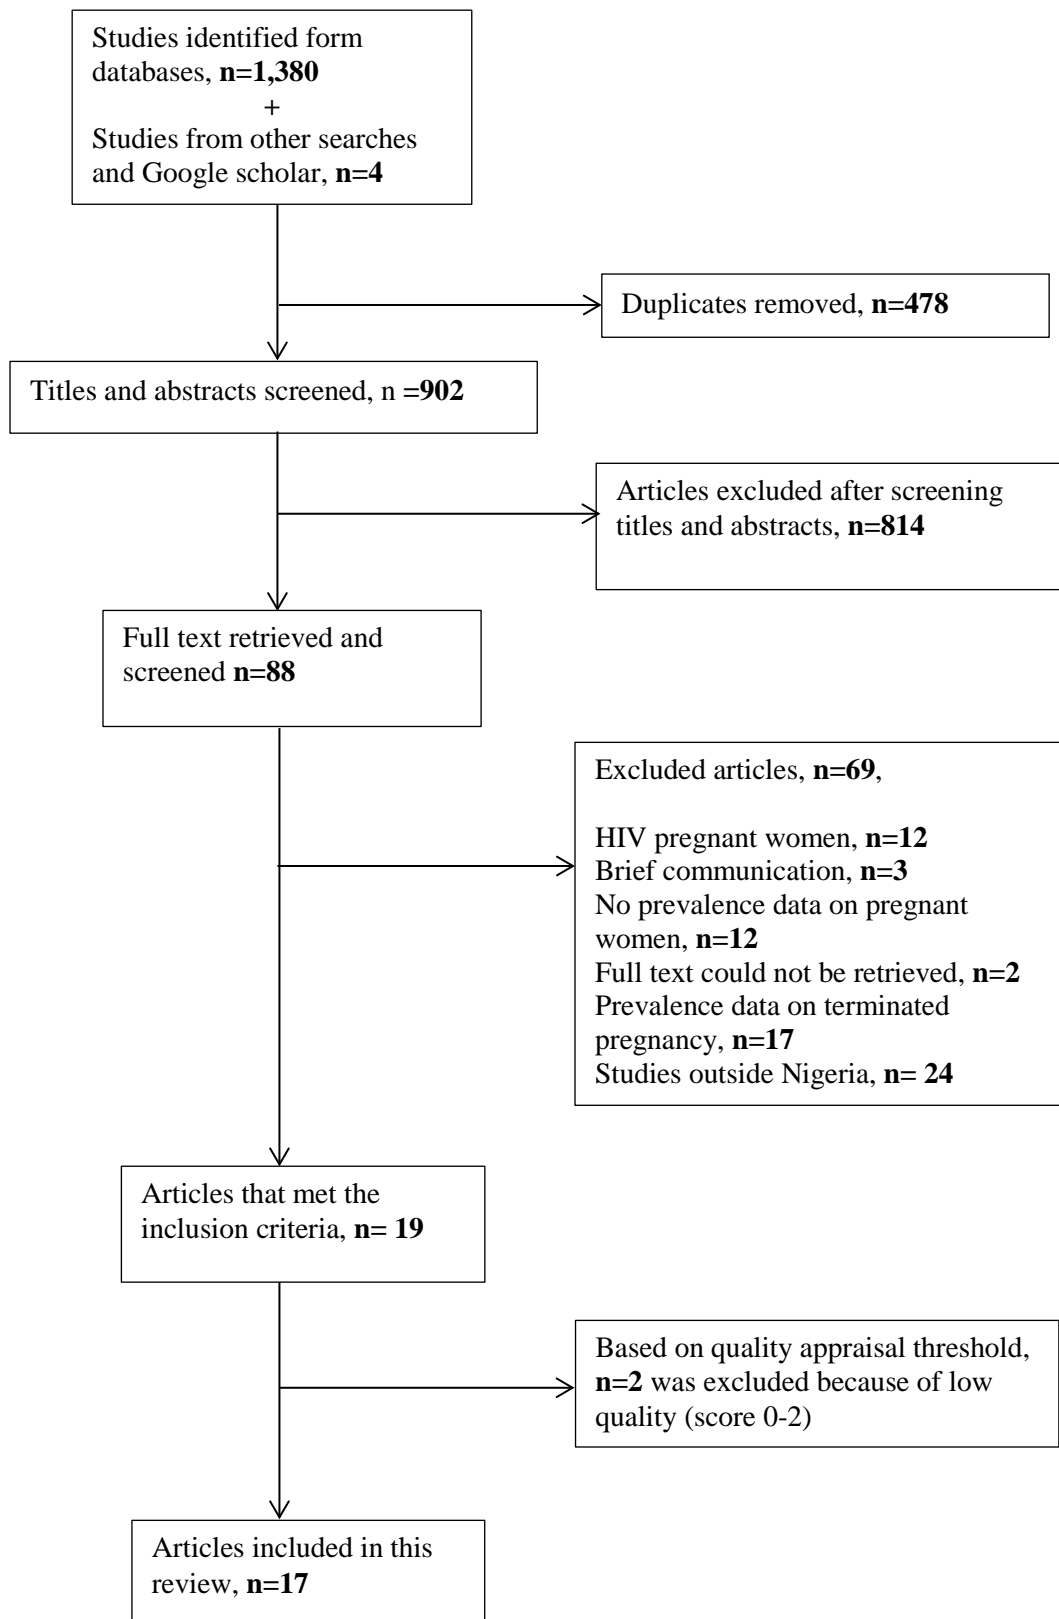 Studies identified form
databases, n=1,380
+
Studies from other searches
and Google scholar, n=4
Duplicates removed, n=478
Titles and abstracts screened, n =902
Articles excluded after screening
titles and abstracts, n=814
Full text retrieved and
screened n=88
Excluded articles, n=69,
HIV pregnant women, n=12
Brief communication, n=3
No prevalence data on pregnant
women, n=12
Full text could not be retrieved, n=2
Prevalence data on terminated
pregnancy, n=17
Studies outside Nigeria, n= 24
Articles that met the
inclusion criteria, n= 19
Based on quality appraisal threshold,
n=2 was excluded because of low
quality (score 0-2)
Articles included in this
review, n=17